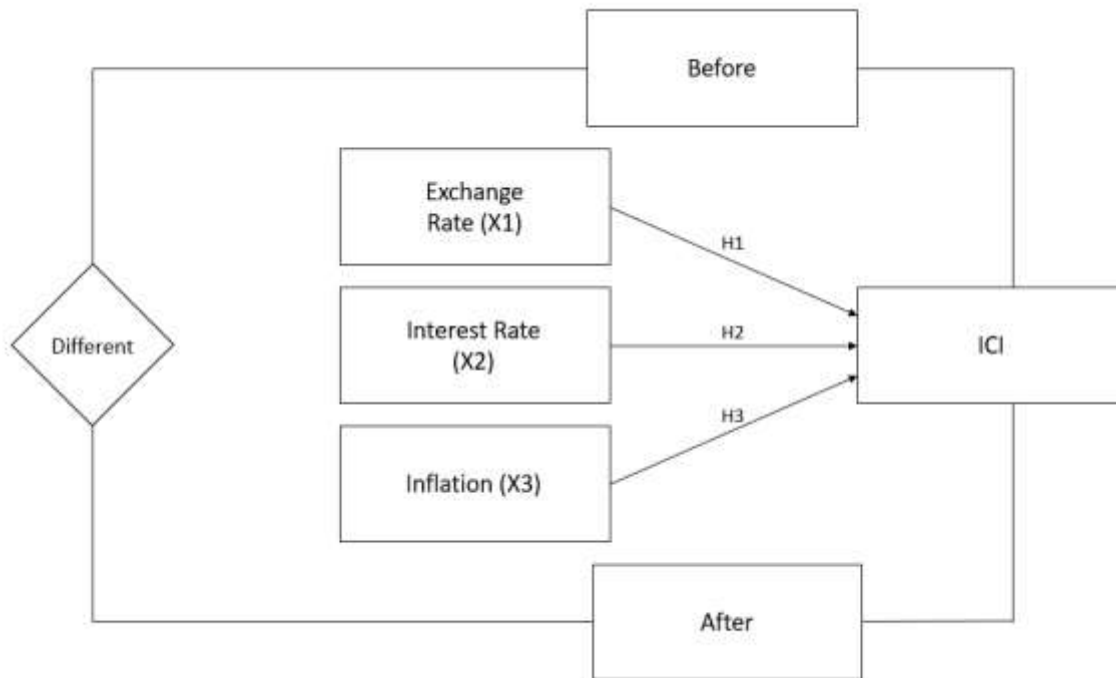 Before
Exchange
Rate (X1)
H1
Interest Rate
(X2)
H2
ICI
Different
H3
Inflation (X3)
After